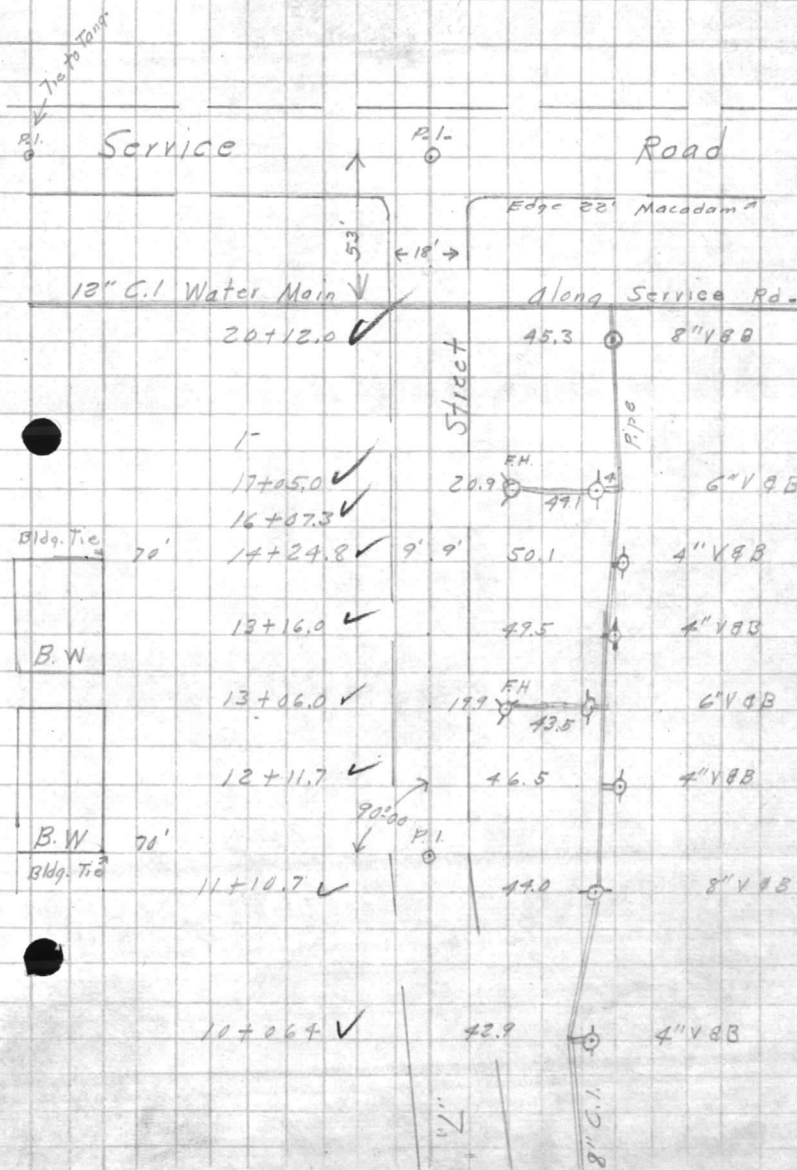 Tie to Tang.
P.I.
Service
P.I.
Road
Edge 22' Macadam
53'
18'
12" C.I Water Main
along Service Rd.
20+12.0
45.3
8" V & B
Street
Pipe
1-
17+05.0
20.9
F.H.
44.1
4'
6" V & B
16+07.3
Bldg. Tie
70'
14+24.8
9' 9'
50.1
4" V & B
13+16.0
49.5
4" V & B
B.W
13+06.0
19.9
F.H
43.5
6" V & B
12+11.7
46.5
4" V & B
90°00
B.W
70'
P.I.
Bldg. Tie
11+10.7
44.0
8" V & B
10+064
42.9
4" V & B
8" C.I.